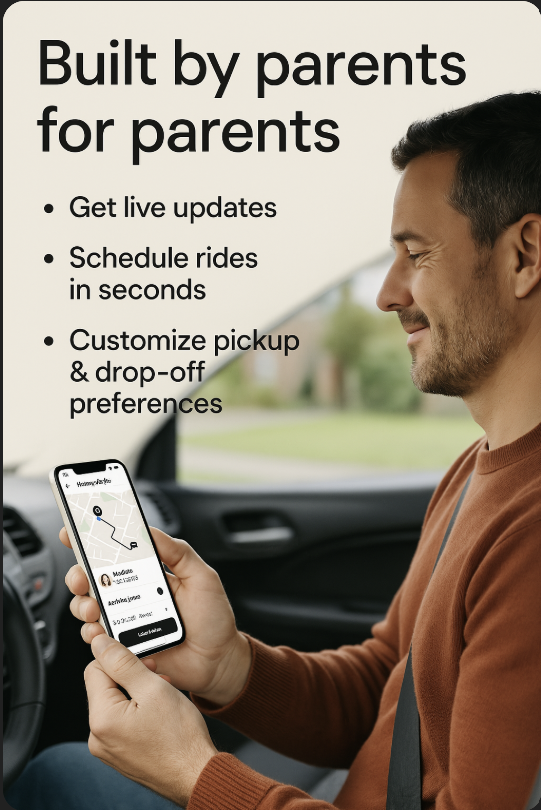 Built by parents
for parents
• Get live updates
• Schedule rides
in seconds
• Customize pickup
& drop-off
preferences